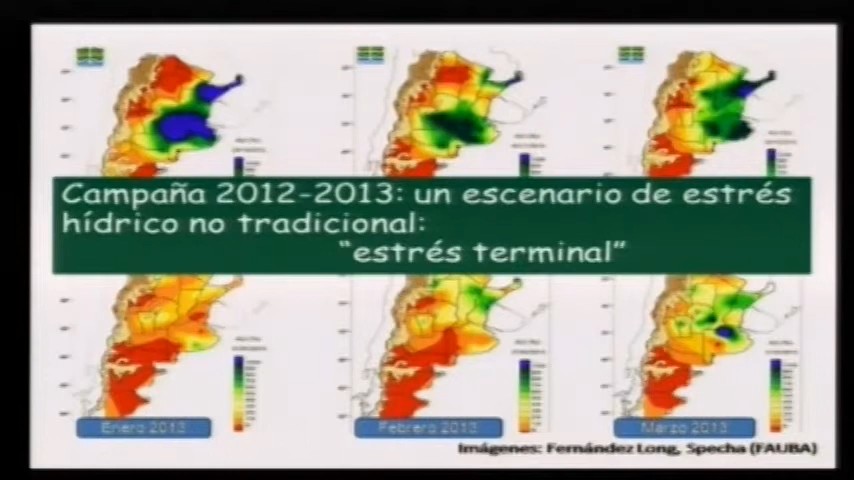 Campaña 2012-2013: un escenario de estrés
hídrico no tradicional:
"estrés terminal"
Enero 2013
Febrero 2013
Marzo 2013
Imágenes: Fernández Long, Specha (FAUBA)